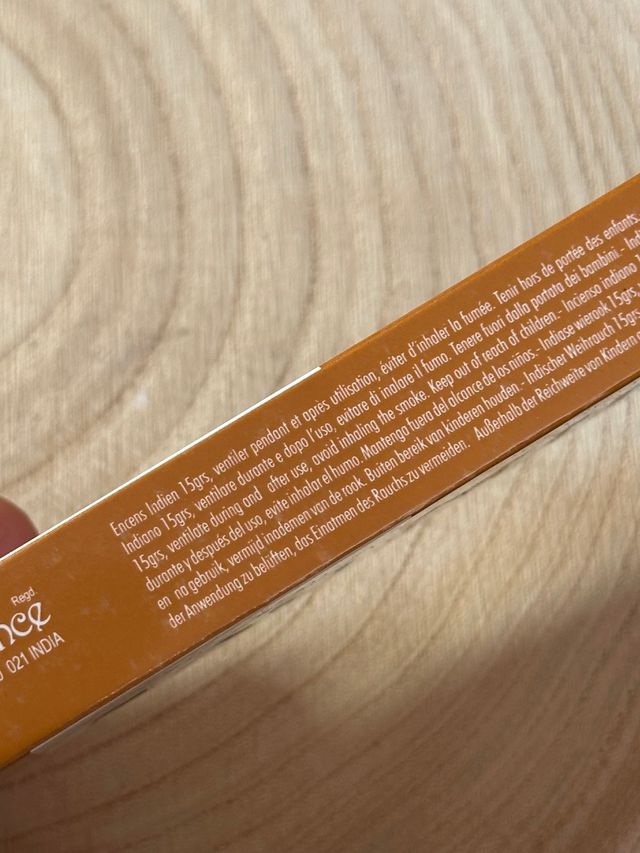 Encens Indien 15grs, ventiler pendant et après utilisation, éviter d'inhaler la fumée. Tenir hors de portée des enfants.
Indiano 15grs, ventilare durante e dopo l'uso, evitare di inalare il fumo. Tenere fuori dalla portata dei bambini -
15grs, ventilate during and after use, avoid inhaling the smoke. Keep out of reach of children - Incienso indiano
durante y después del uso, evite inhalar el humo. Mantenga fuera del alcance de los niños.- Indiase wierook 15grs,
en na gebruik, vermijd inademen van de rook. Buiten bereik van kinderen houden - Indischer Weihrauch 15grs,
der Anwendung zu belüften, das Einatmen des Rauchs zu vermeiden. Außerhalb der Reichweite von Kindern
Regd.
021 INDIA